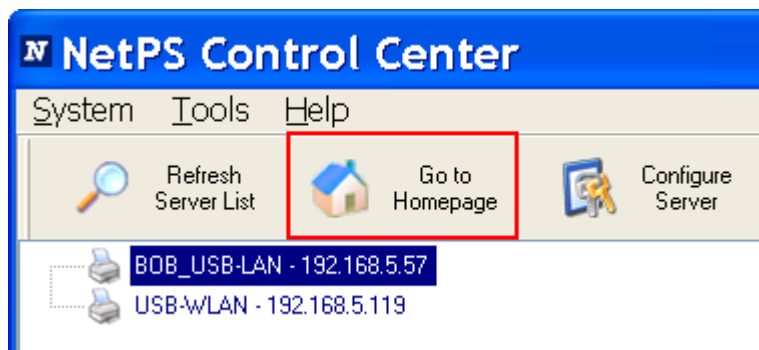 N NetPS Control Center
System Tools Help
Refresh Server List
Go to Homepage
Configure Server
BOB_USB-LAN - 192.168.5.57
USB-WLAN - 192.168.5.119